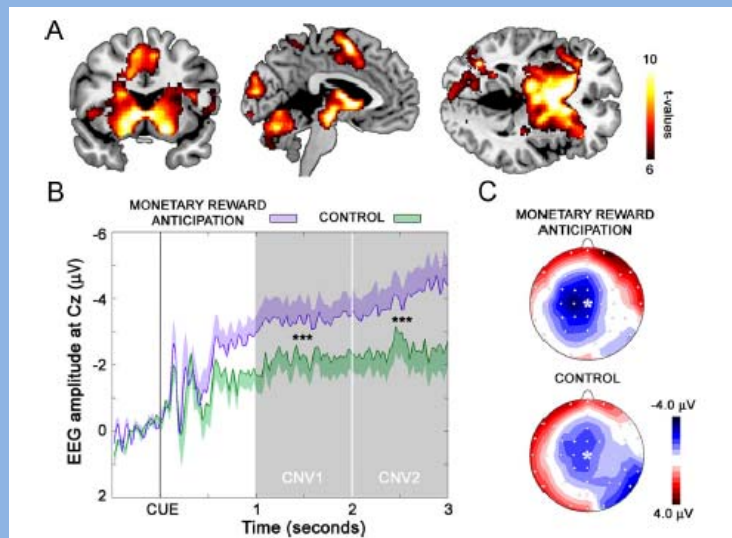 A
10
t-values
6
B
MONETARY REWARD
ANTICIPATION
CONTROL
EEG amplitude at Cz (µV)
-6
-4
-2
0
2
***
***
CNV1
CNV2
CUE
1
2
3
Time (seconds)
C
MONETARY REWARD
ANTICIPATION
*
CONTROL
*
-4.0 µV
4.0 µV